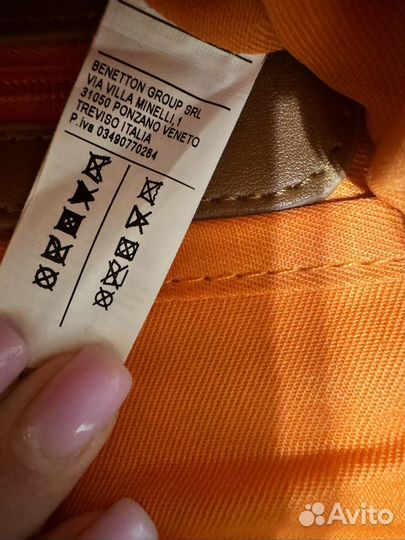 BENETTON GROUP SRL
VIA VILLA MINELLI,1
31050 PONZANO VENETO
TREVISO ITALIA
P.iva 03490770264
Avito